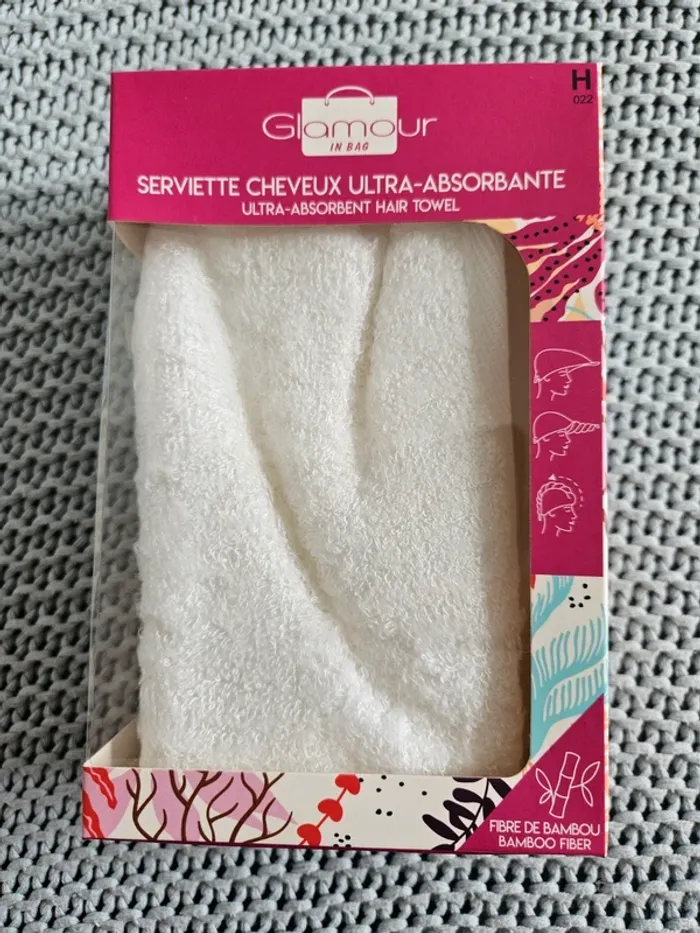 H
022
Glamour
IN BAG
SERVIETTE CHEVEUX ULTRA-ABSORBANTE
ULTRA-ABSORBENT HAIR TOWEL
FIBRE DE BAMBOU
BAMBOO FIBER